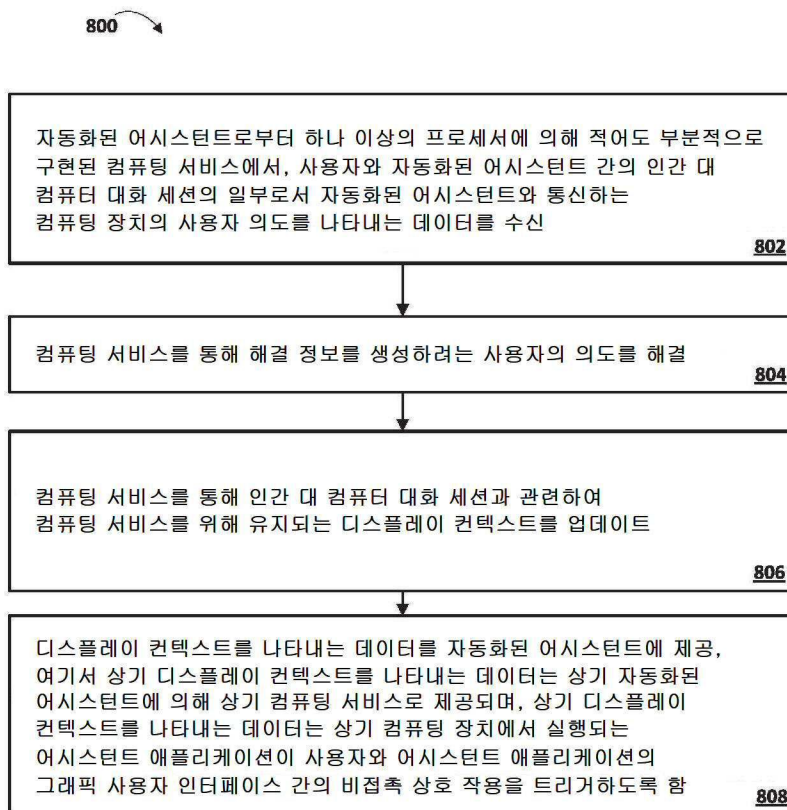 800
자동화된 어시스턴트로부터 하나 이상의 프로세서에 의해 적어도 부분적으로
구현된 컴퓨팅 서비스에서, 사용자와 자동화된 어시스턴트 간의 인간 대
컴퓨터 대화 세션의 일부로서 자동화된 어시스턴트와 통신하는
컴퓨팅 장치의 사용자 의도를 나타내는 데이터를 수신
802
컴퓨팅 서비스를 통해 해결 정보를 생성하려는 사용자의 의도를 해결
804
컴퓨팅 서비스를 통해 인간 대 컴퓨터 대화 세션과 관련하여
컴퓨팅 서비스를 위해 유지되는 디스플레이 컨텍스트를 업데이트
806
디스플레이 컨텍스트를 나타내는 데이터를 자동화된 어시스턴트에 제공,
여기서 상기 디스플레이 컨텍스트를 나타내는 데이터는 상기 자동화된
어시스턴트에 의해 상기 컴퓨팅 서비스로 제공되며, 상기 디스플레이
컨텍스트를 나타내는 데이터는 상기 컴퓨팅 장치에서 실행되는
어시스턴트 애플리케이션이 사용자와 어시스턴트 애플리케이션의
그래픽 사용자 인터페이스 간의 비접촉 상호 작용을 트리거하도록 함
808